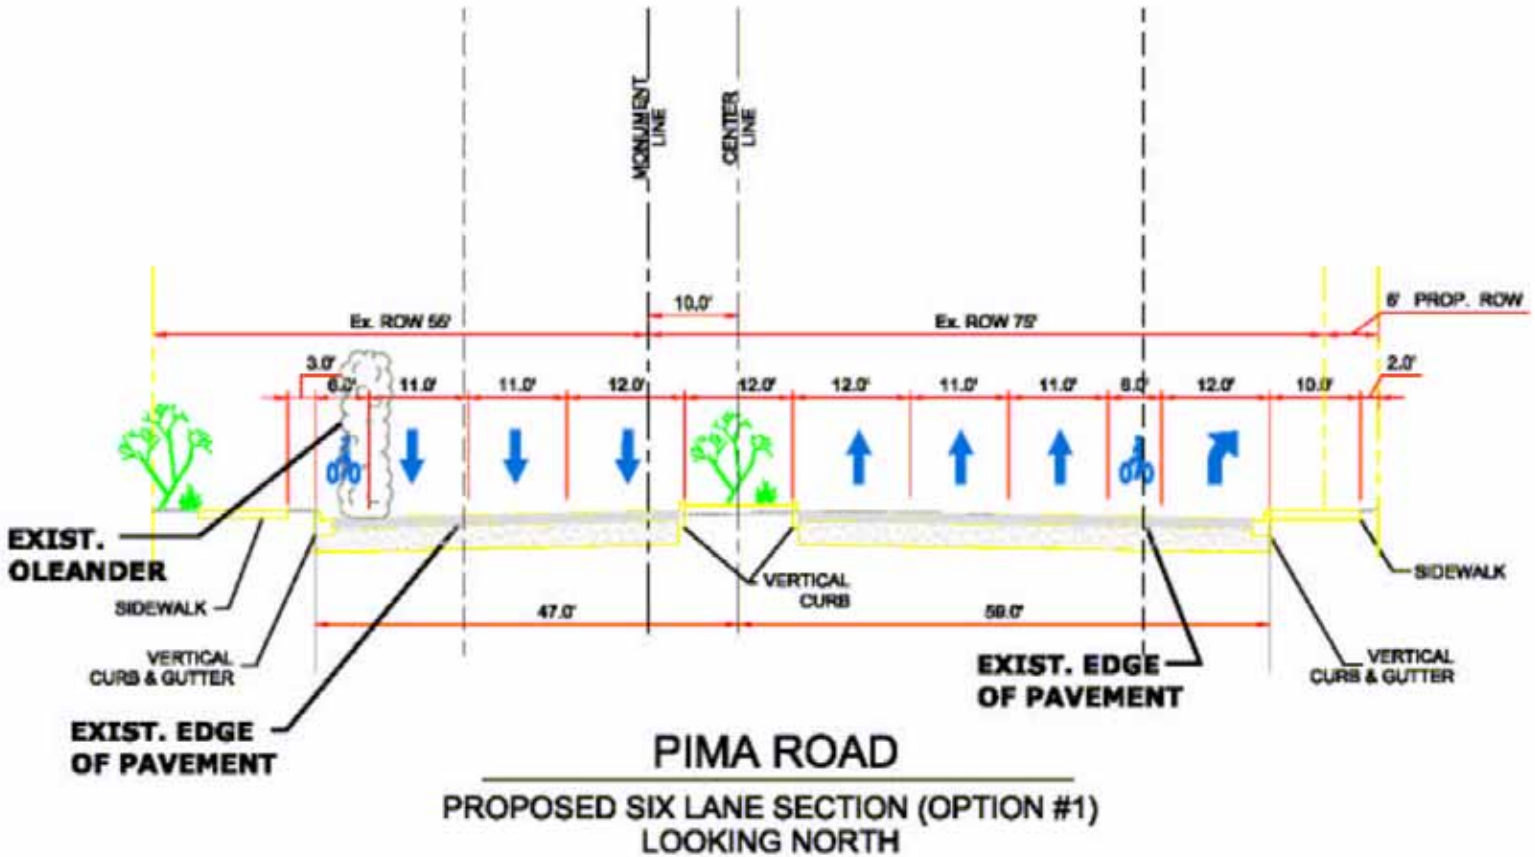 MONUMENT
LINE
CENTER
LINE
10.0'
6' PROP. ROW
Ex. ROW 55'
Ex. ROW 75'
3.0'
2.0'
6.0'
11.0'
11.0'
12.0'
12.0'
12.0'
11.0'
11.0'
6.0'
12.0'
10.0'
EXIST.
OLEANDER
SIDEWALK
VERTICAL
CURB
SIDEWALK
47.0'
59.0'
VERTICAL
CURB & GUTTER
EXIST. EDGE
OF PAVEMENT
VERTICAL
CURB & GUTTER
EXIST. EDGE
OF PAVEMENT
PIMA ROAD
PROPOSED SIX LANE SECTION (OPTION #1)
LOOKING NORTH